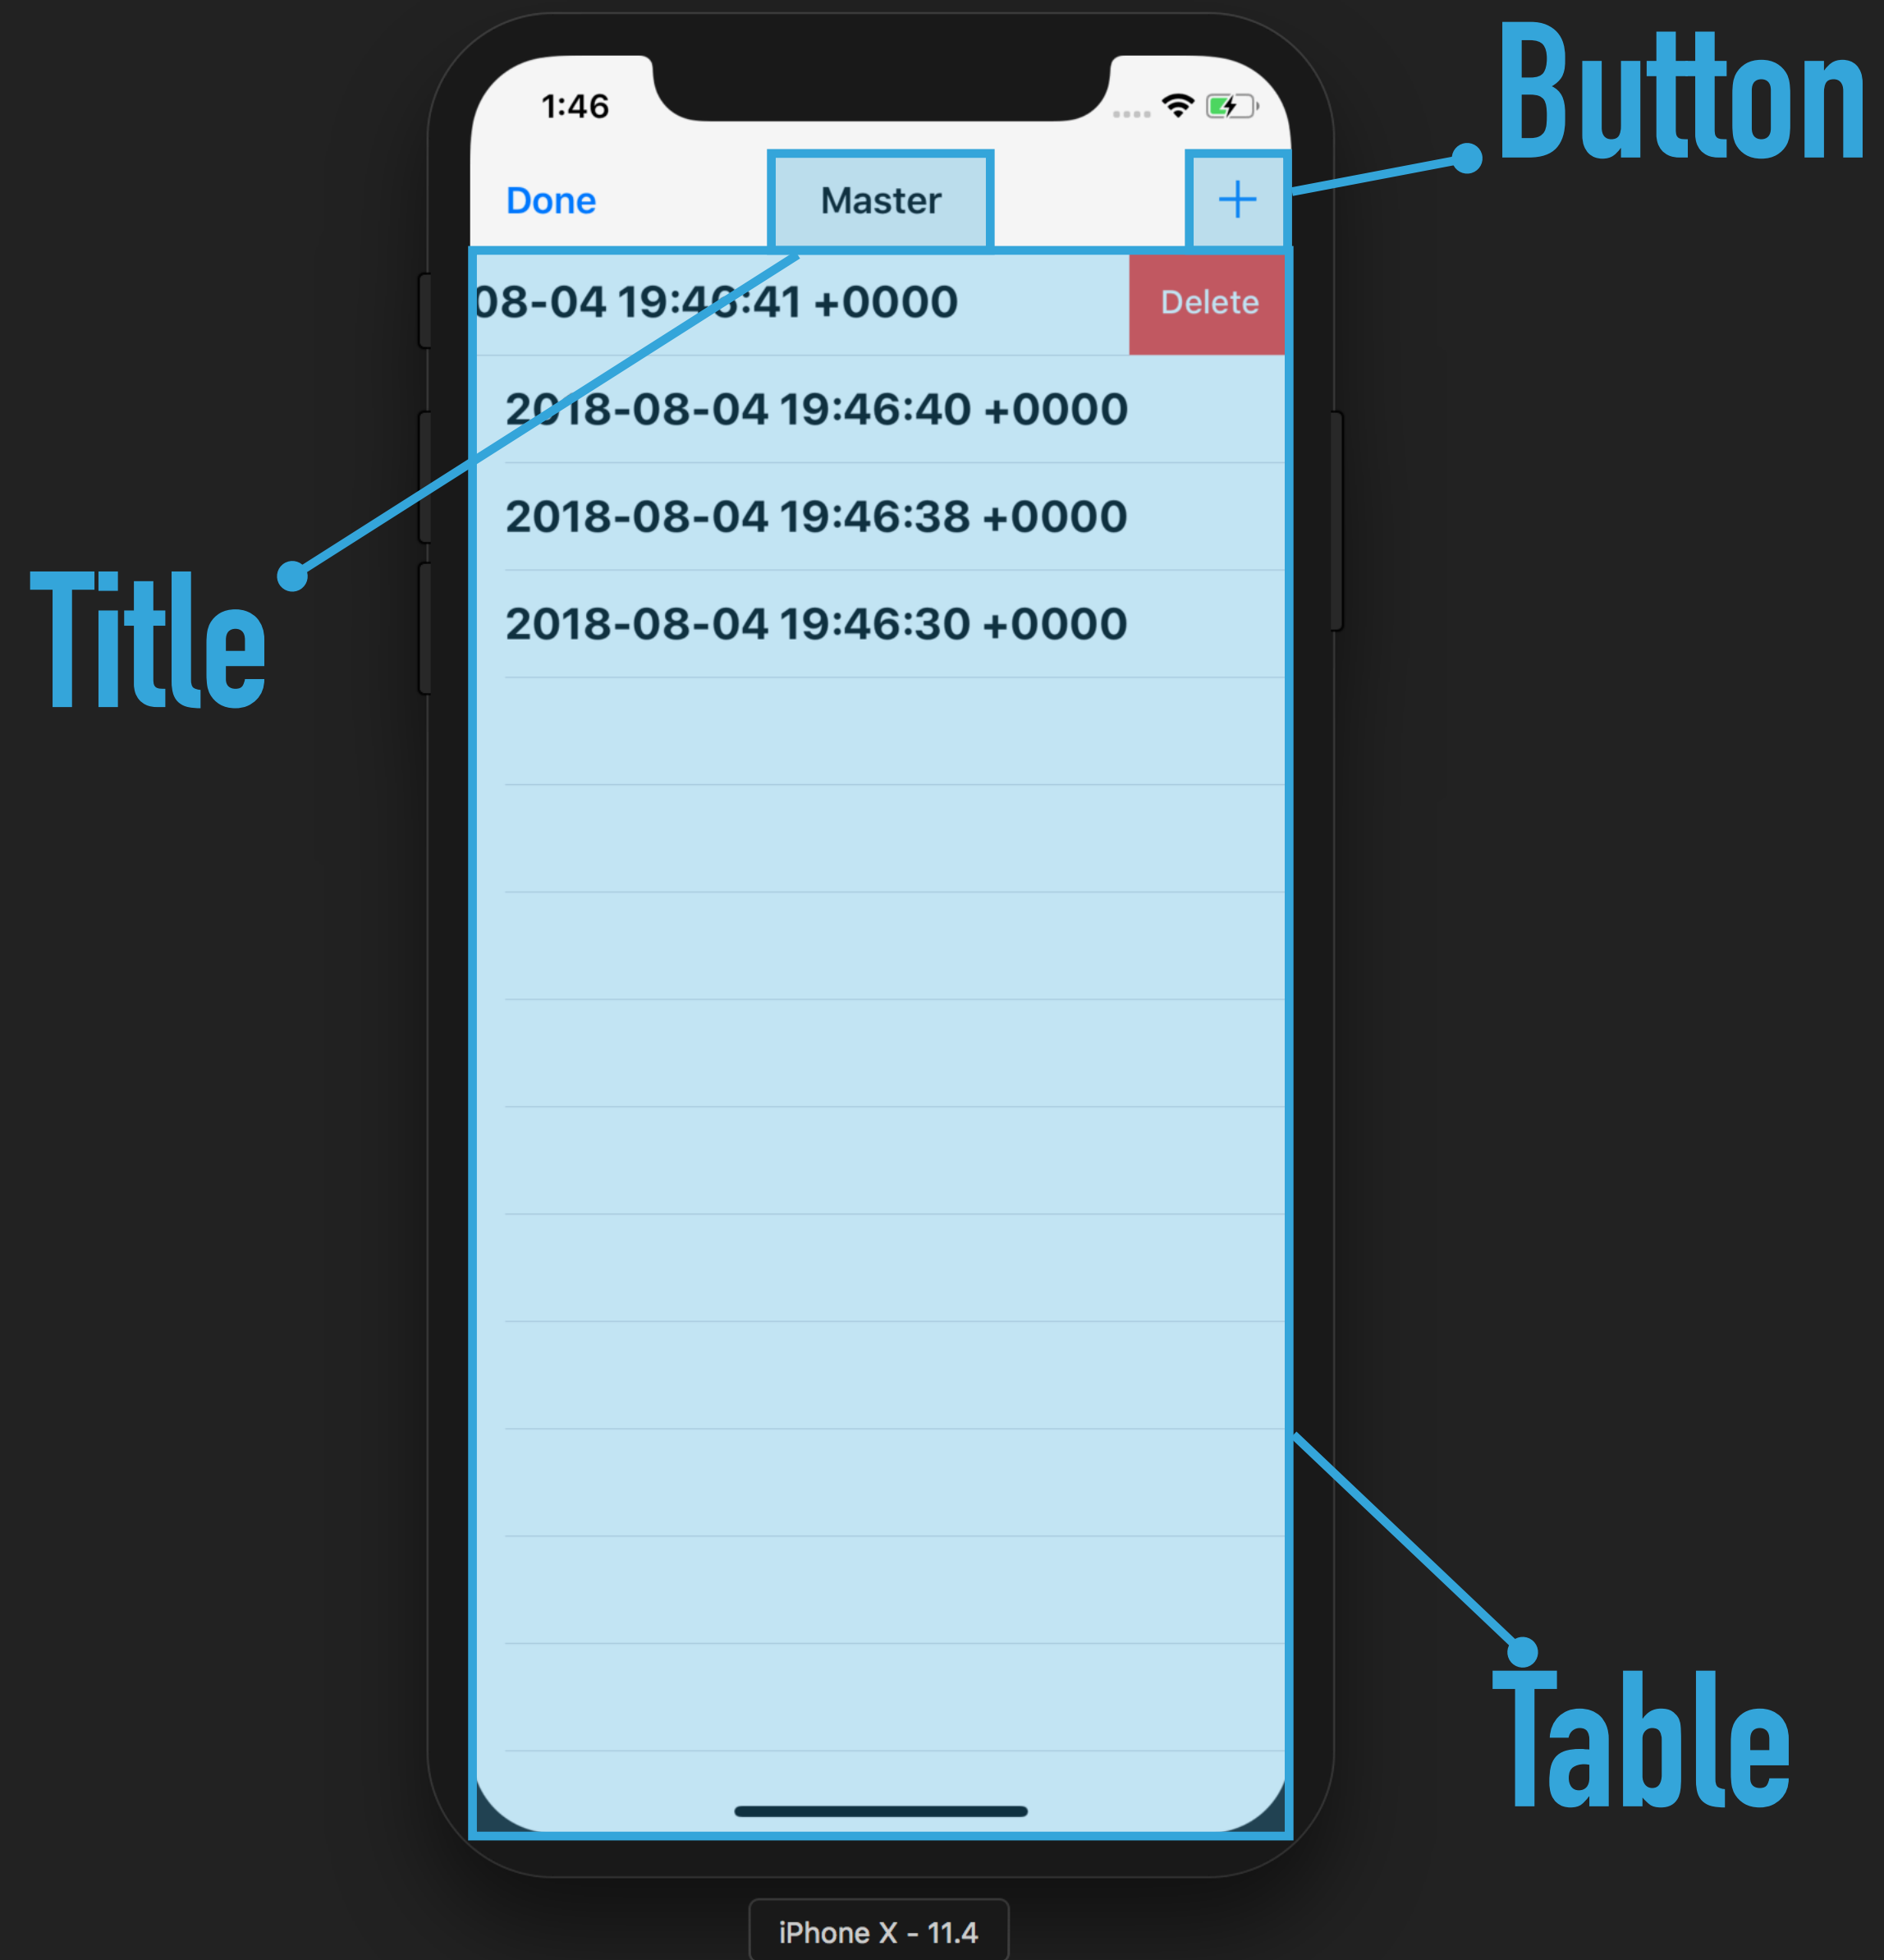 Button
1:46
Done Master +
08-04 19:46:41 +0000 Delete
2018-08-04 19:46:40 +0000
2018-08-04 19:46:38 +0000
Title
2018-08-04 19:46:30 +0000
Table
iPhone X - 11.4